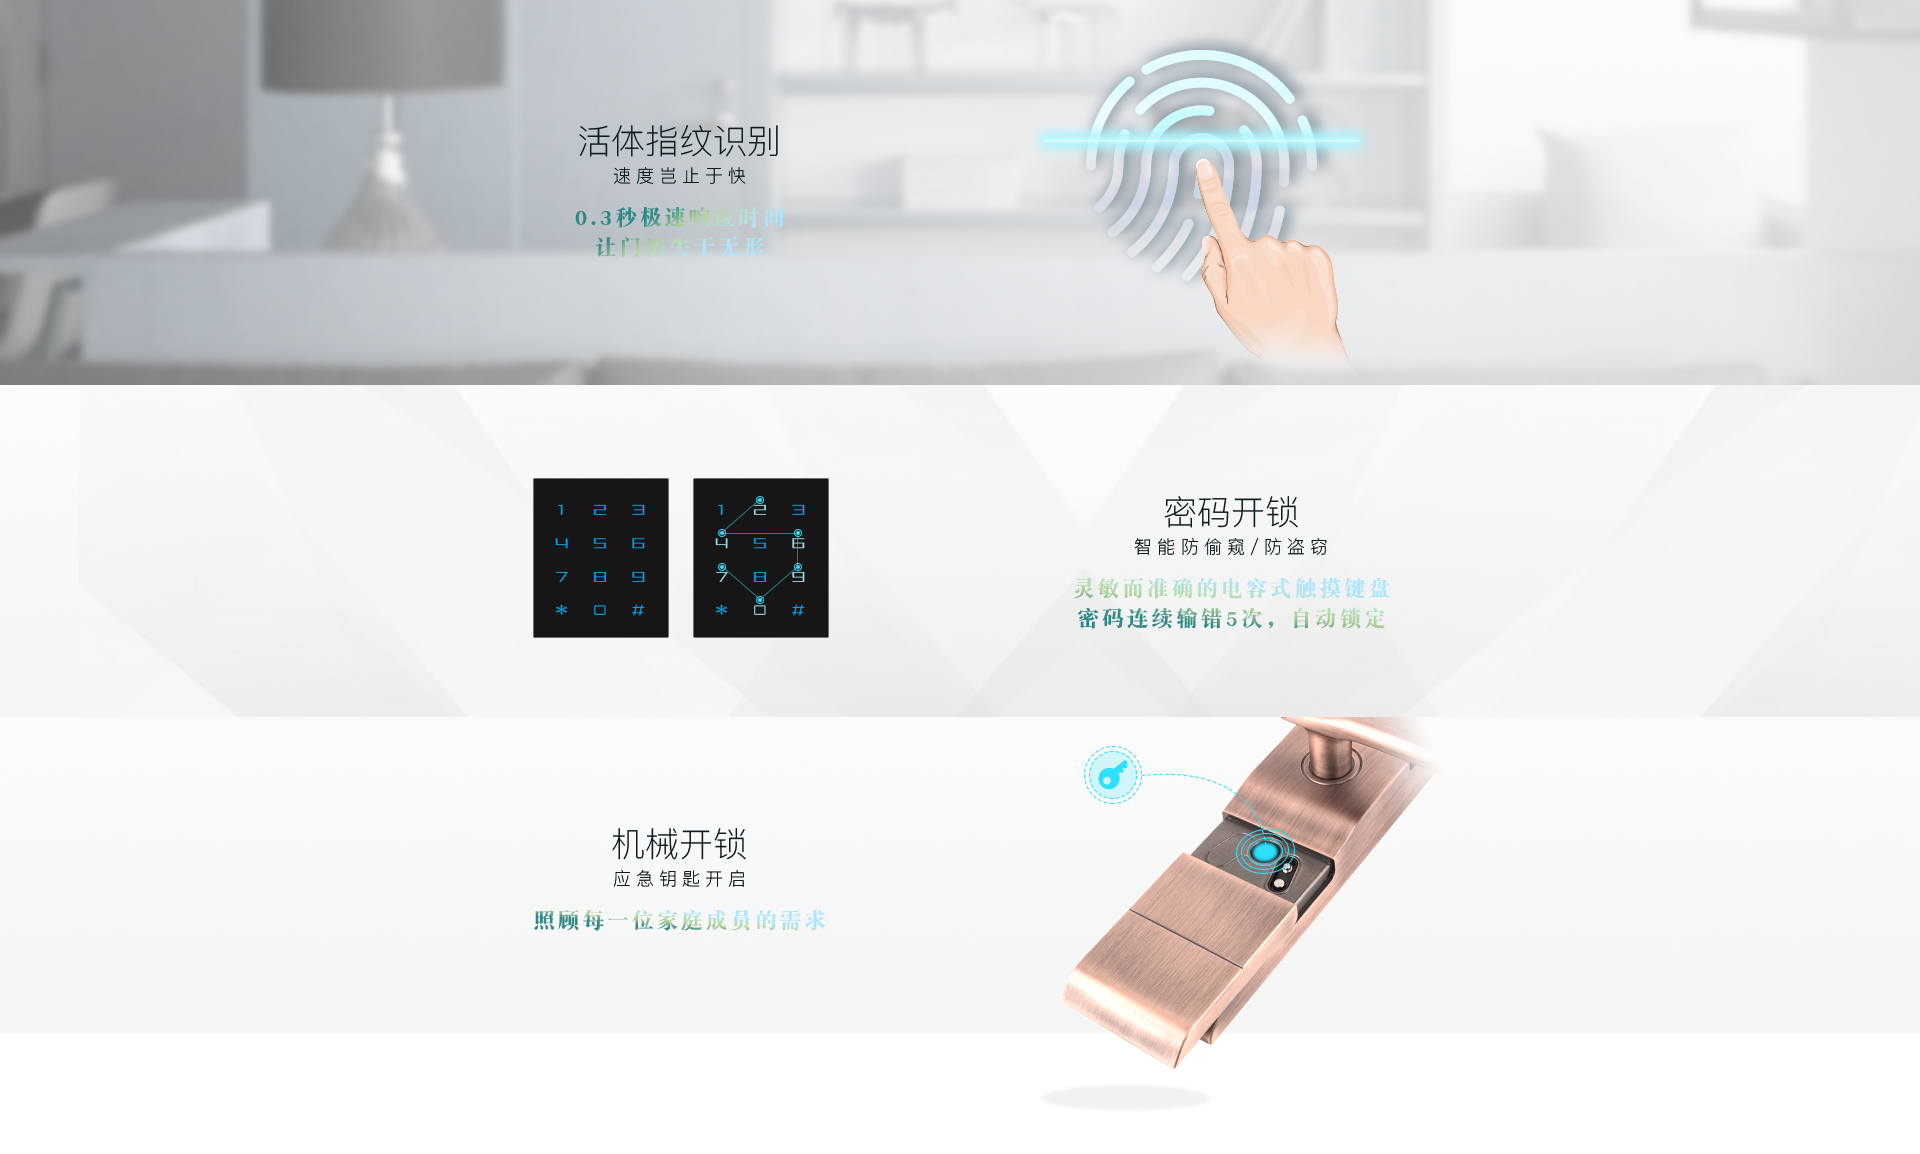 活体指纹识别
速度岂止于快
0.3秒极速响应时间
让门锁失于无形
1 2 3
4 5 6
7 8 9
* 0 #
1 2 3
4 5 6
7 8 9
* 0 #
密码开锁
智能防偷窥/防盗窃
灵敏而准确的电容式触摸键盘
密码连续输错5次，自动锁定
机械开锁
应急钥匙开启
照顾每一位家庭成员的需求